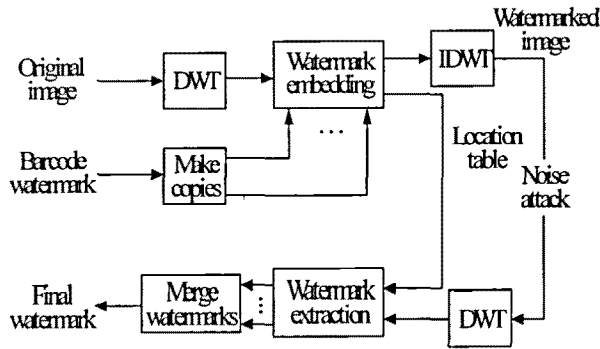 Watermarked
image
Original
image
DWT
Watermark
embedding
IDWT
...
Location
table
Barcode
watermark
Make
copies
Noise
attack
Final
watermark
Merge
watermarks
Watermark
extraction
DWT